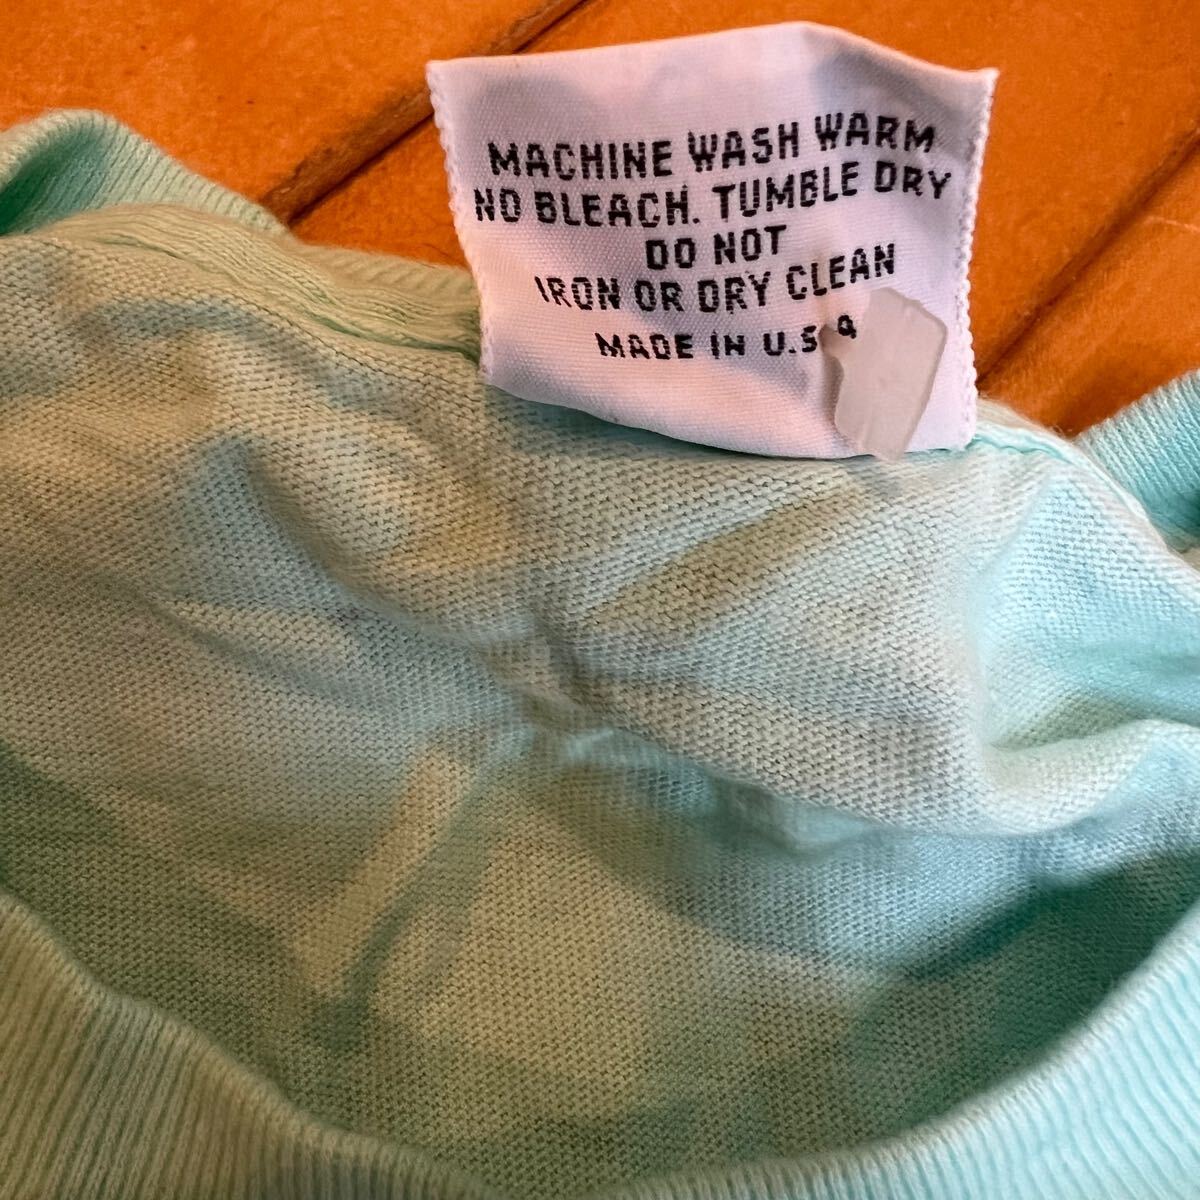 MACHINE WASH WARM
NO BLEACH. TUMBLE DRY
DO NOT
IRON OR DRY CLEAN
MADE IN U.S.A